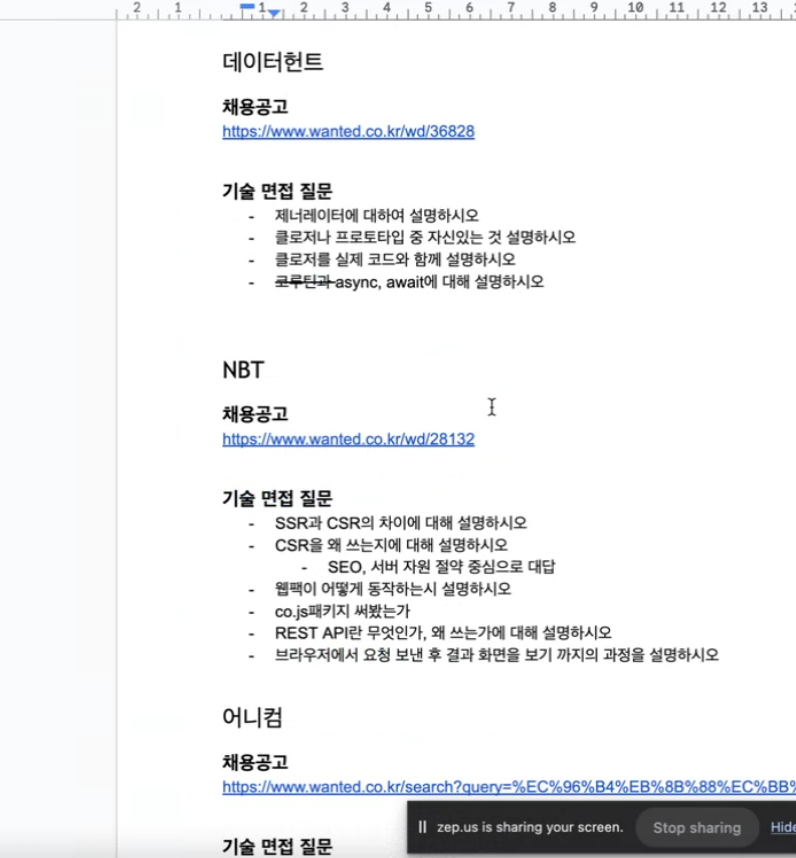 2 1 1 2 3 4 5 6 7 8 9 10 11 12 13
데이터헌트
채용공고
https://www.wanted.co.kr/wd/36828
기술 면접 질문
- 제너레이터에 대하여 설명하시오
- 클로저나 프로토타입 중 자신있는 것 설명하시오
- 클로저를 실제 코드와 함께 설명하시오
- 코루틴과 async, await에 대해 설명하시오
NBT
채용공고
https://www.wanted.co.kr/wd/28132
기술 면접 질문
- SSR과 CSR의 차이에 대해 설명하시오
- CSR을 왜 쓰는지에 대해 설명하시오
- SEO, 서버 자원 절약 중심으로 대답
- 웹팩이 어떻게 동작하는시 설명하시오
- co.js패키지 써봤는가
- REST API란 무엇인가, 왜 쓰는가에 대해 설명하시오
- 브라우저에서 요청 보낸 후 결과 화면을 보기 까지의 과정을 설명하시오
어니컴
채용공고
https://www.wanted.co.kr/search?query=%EC%96%B4%EB%8B%88%EC%BB%
zep.us is sharing your screen. Stop sharing Hide
기술 면접 질문